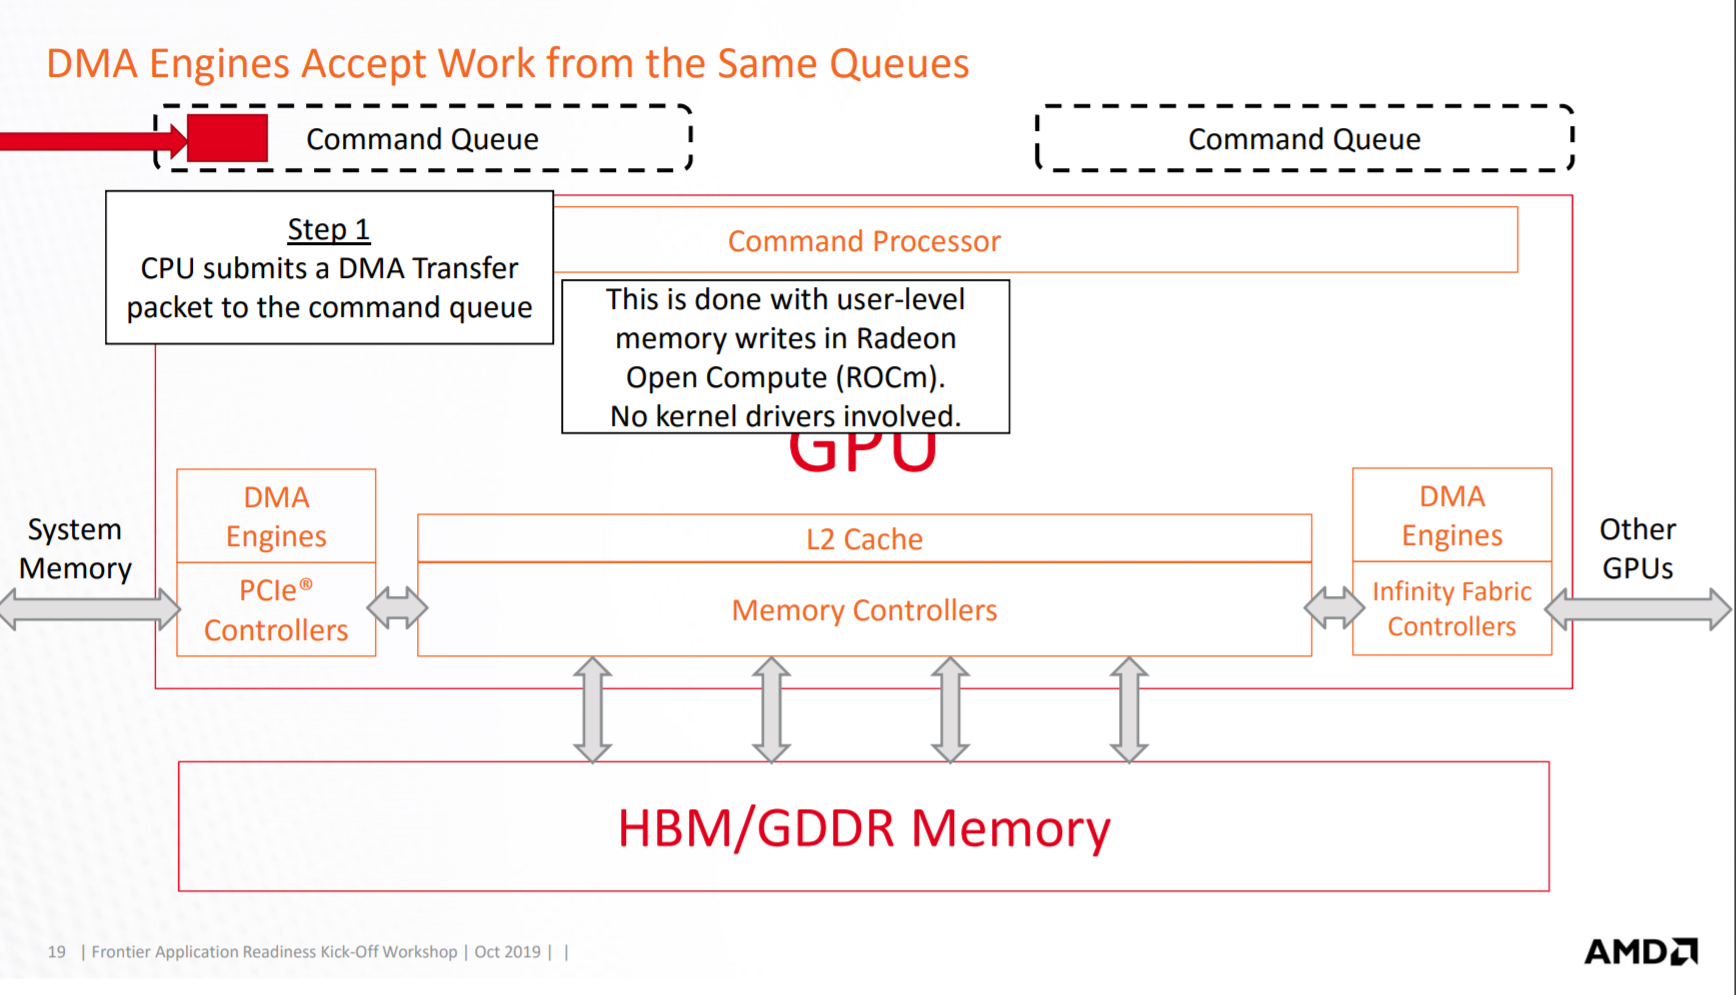 DMA Engines Accept Work from the Same Queues
Command Queue
Command Queue
Step 1
CPU submits a DMA Transfer
packet to the command queue
Command Processor
This is done with user-level
memory writes in Radeon
Open Compute (ROCm).
No kernel drivers involved.
GPU
System
Memory
DMA
Engines
PCIe®
Controllers
L2 Cache
Memory Controllers
DMA
Engines
Infinity Fabric
Controllers
Other
GPUs
HBM/GDDR Memory
19 | Frontier Application Readiness Kick-Off Workshop | Oct 2019 | |
AMD